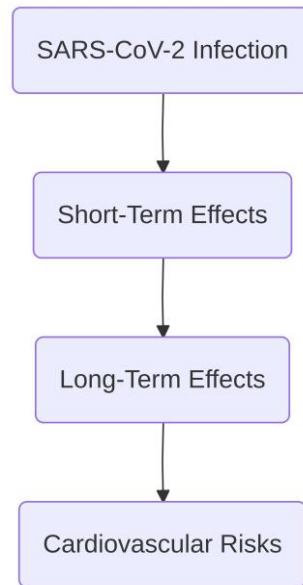 SARS-CoV-2 Infection
Short-Term Effects
Long-Term Effects
Cardiovascular Risks